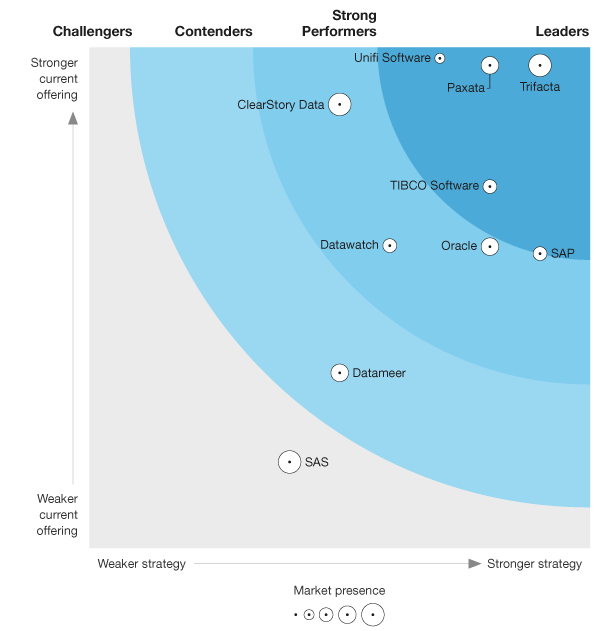 Challengers
Contenders
Strong
Performers
Leaders
Stronger
current
offering
Unifi Software
Paxata
Trifacta
ClearStory Data
TIBCO Software
Datawatch
Oracle
SAP
Datameer
SAS
Weaker
current
offering
Weaker strategy
Stronger strategy
Market presence